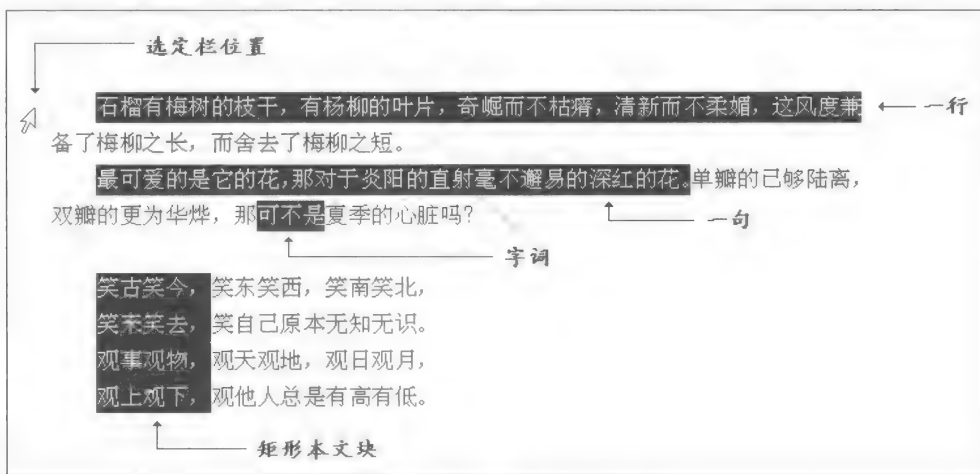 选定栏位置
石榴有梅树的枝干，有杨柳的叶片，奇崛而不枯瘠，清新而不柔媚，这风度兼
一行
备了梅柳之长，而舍去了梅柳之短。
最可爱的是它的花，那对于炎阳的直射毫不避易的深红的花。单瓣的已够陆离，
双瓣的更为华烨，那可不是夏季的心脏吗？
一句
字词
笑古笑今，笑东笑西，笑南笑北，
笑来笑去，笑自己原本无知无识。
观事观物，观天观地，观日观月，
观上观下，观他人总是有高有低。
矩形本文块